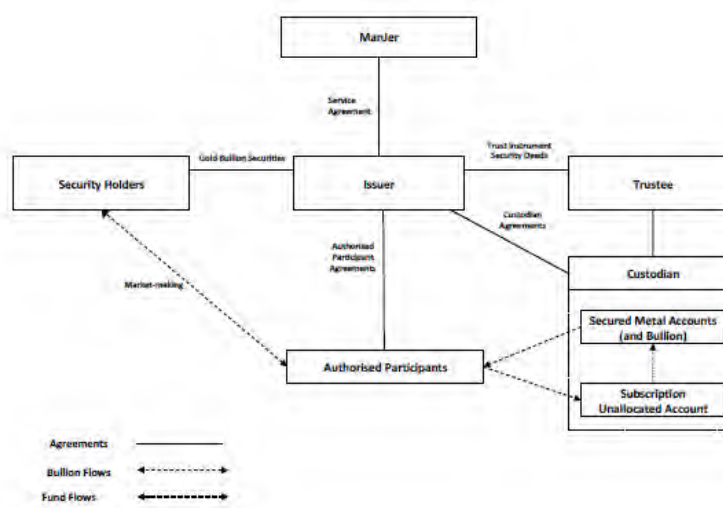 ManJer
Service
Agreement
Gold Bullion Securities
Trust Instrument
Security Deeds
Security Holders
Issuer
Trustee
Custodian
Agreements
Authorised
Participant
Agreements
Custodian
Market-making
Secured Metal Accounts
(and Bullion)
Authorised Participants
Subscription
Unallocated Account
Agreements
Bullion Flows
Fund Flows